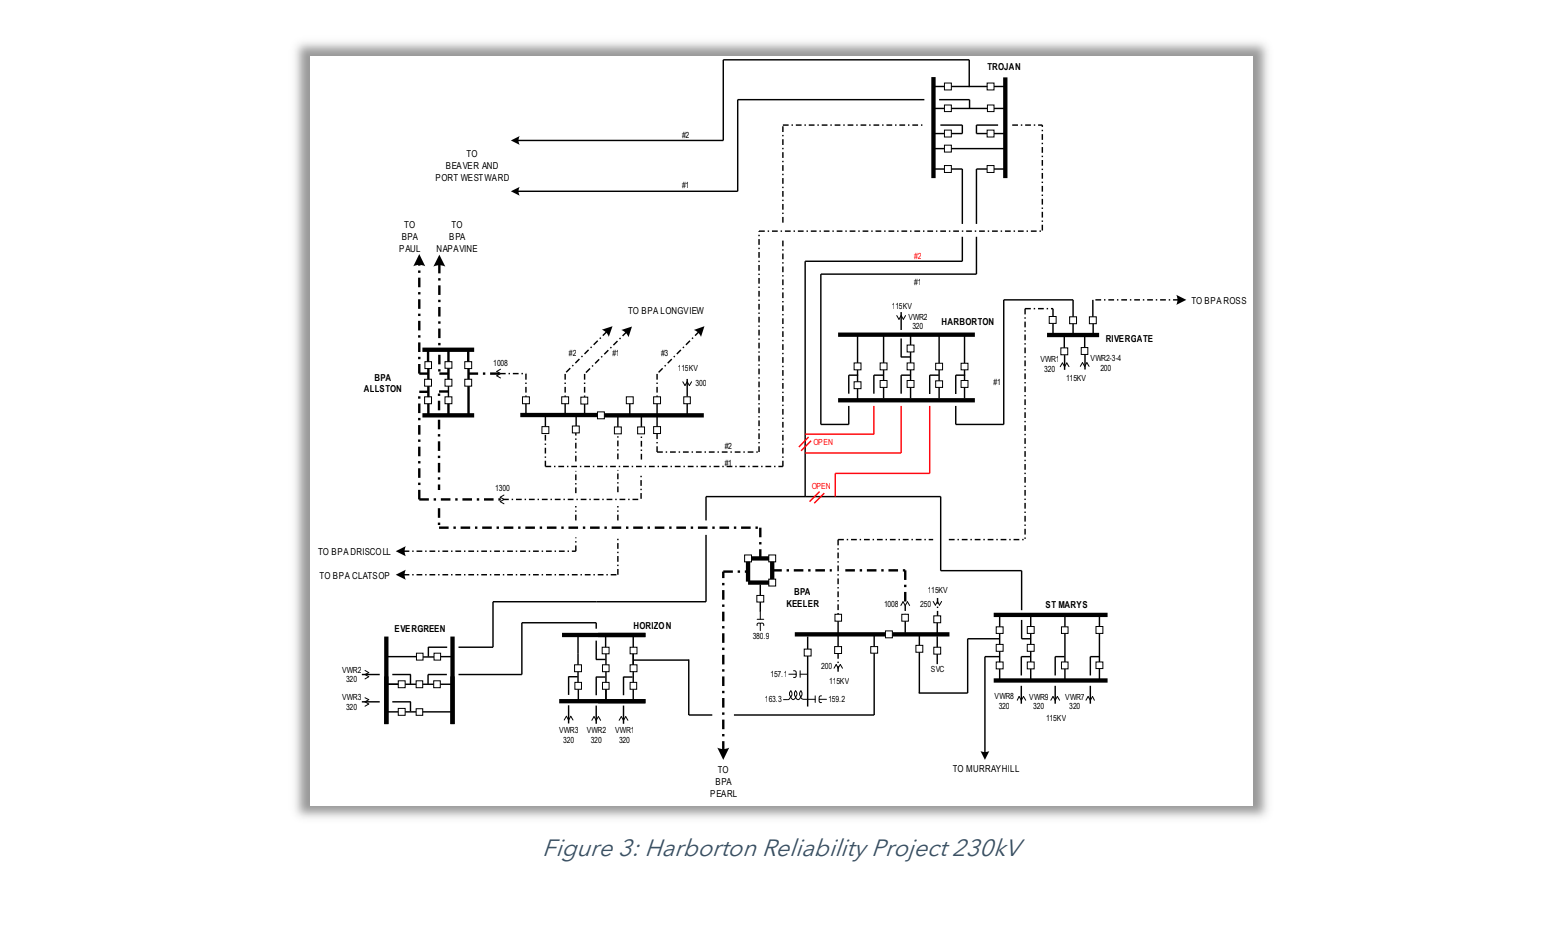 TROJAN
#2
TO
BEAVER AND
PORT WESTWARD
#1
TO
BPA
PAUL
TO
BPA
NAPAVINE
#2
#1
TO BPA ROSS
115KV
VWR2
320
HARBORTON
RIVERGATE
TO BPA LONGVIEW
#2
#1
#3
1008
115KV
300
BPA
ALLSTON
VWR1
320
VWR2-3-4
200
115KV
#1
OPEN
#2
#1
1300
OPEN
TO BPA DRISCOLL
TO BPA CLATSOP
BPA
KEELER
1008
115KV
250
380.9
ST MARYS
EVERGREEN
HORIZON
VWR2
320
VWR3
320
157.1
200
115KV
163.3
159.2
SVC
VWR8
320
VWR9
320
VWR7
320
115KV
VWR3
320
VWR2
320
VWR1
320
TO
BPA
PEARL
TO MURRAYHILL
Figure 3: Harborton Reliability Project 230kV